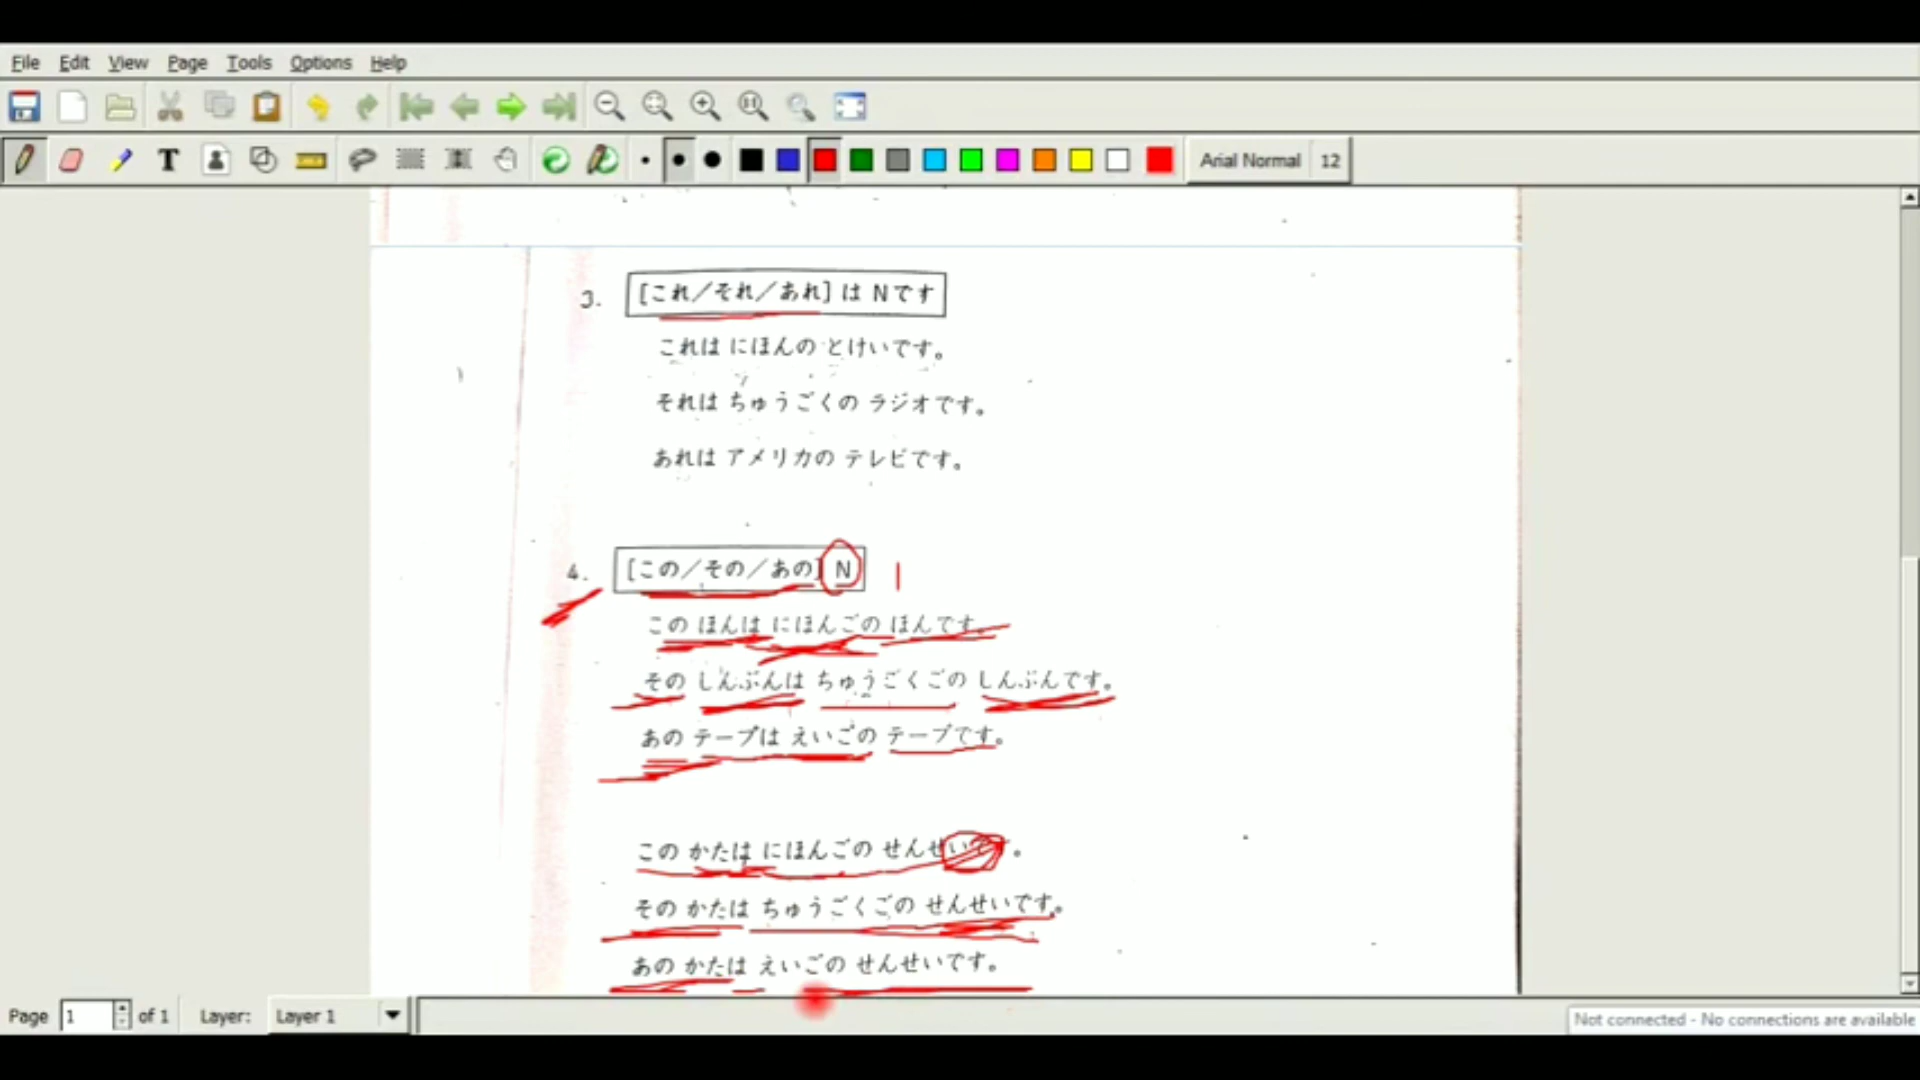 File Edit View Page Tools Options Help
T Arial Normal 12
3. [これ／それ／あれ] は Nです
これは にほんの とけいです。
それは ちゅうごくの ラジオです。
あれは アメリカの テレビです。
4. [この／その／あの] N
この ほんは にほんごの ほんです。
その しんぶんは ちゅうごくごの しんぶんです。
あの テープは えいごの テープです。
この かたは にほんごの せんせいです。
その かたは ちゅうごくごの せんせいです。
あの かたは えいごの せんせいです。
Page 1 of 1 Layer: Layer 1
Not connected - No connections are available